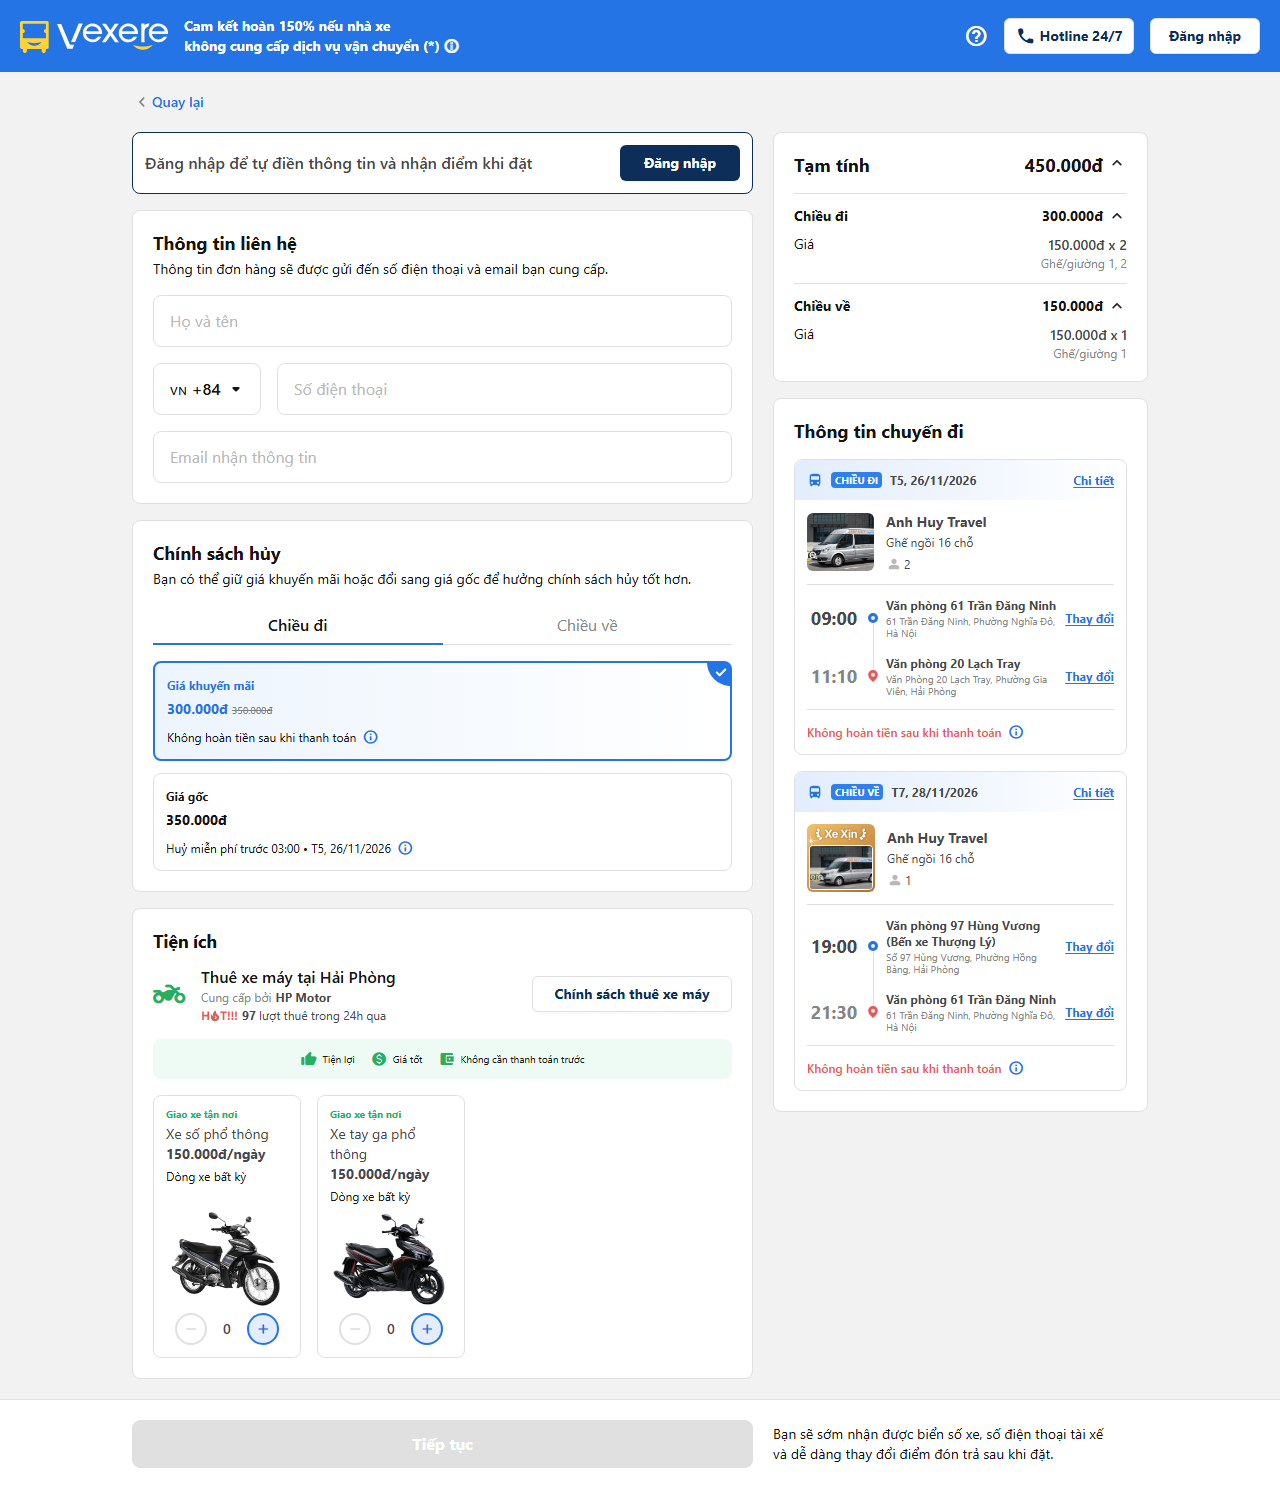 vexere
Cam kết hoàn 150% nếu nhà xe
không cung cấp dịch vụ vận chuyển (*)
Hotline 24/7
Đăng nhập
Quay lại
Đăng nhập để tự điền thông tin và nhận điểm khi đặt
Đăng nhập
Thông tin liên hệ
Thông tin đơn hàng sẽ được gửi đến số điện thoại và email bạn cung cấp.
Họ và tên
VN +84
Số điện thoại
Email nhận thông tin
Chính sách hủy
Bạn có thể giữ giá khuyến mãi hoặc đổi sang giá gốc để hưởng chính sách hủy tốt hơn.
Chiều đi
Chiều về
Giá khuyến mãi
300.000đ 350.000đ
Không hoàn tiền sau khi thanh toán
Giá gốc
350.000đ
Huỷ miễn phí trước 03:00 • T5, 26/11/2026
Tiện ích
Thuê xe máy tại Hải Phòng
Cung cấp bởi HP Motor
HOT!!! 97 lượt thuê trong 24h qua
Chính sách thuê xe máy
Tiện lợi
Giá tốt
Không cần thanh toán trước
Giao xe tận nơi
Xe số phổ thông
150.000đ/ngày
Dòng xe bất kỳ
0
Giao xe tận nơi
Xe tay ga phổ
thông
150.000đ/ngày
Dòng xe bất kỳ
0
Tạm tính
450.000đ
Chiều đi
300.000đ
Giá
150.000đ x 2
Ghế/giường 1, 2
Chiều về
150.000đ
Giá
150.000đ x 1
Ghế/giường 1
Thông tin chuyến đi
CHIỀU ĐI
T5, 26/11/2026
Chi tiết
Anh Huy Travel
Ghế ngồi 16 chỗ
2
09:00
Văn phòng 61 Trần Đăng Ninh
61 Trần Đăng Ninh, Phường Nghĩa Đô,
Hà Nội
Thay đổi
11:10
Văn phòng 20 Lạch Tray
Văn Phòng 20 Lạch Tray, Phường Gia
Viên, Hải Phòng
Thay đổi
Không hoàn tiền sau khi thanh toán
CHIỀU VỀ
T7, 28/11/2026
Chi tiết
Xe Xịn
Anh Huy Travel
Ghế ngồi 16 chỗ
1
19:00
Văn phòng 97 Hùng Vương
(Bến xe Thượng Lý)
Số 97 Hùng Vương, Phường Hồng
Bàng, Hải Phòng
Thay đổi
21:30
Văn phòng 61 Trần Đăng Ninh
61 Trần Đăng Ninh, Phường Nghĩa Đô,
Hà Nội
Thay đổi
Không hoàn tiền sau khi thanh toán
Tiếp tục
Bạn sẽ sớm nhận được biển số xe, số điện thoại tài xế
và dễ dàng thay đổi điểm đón trả sau khi đặt.